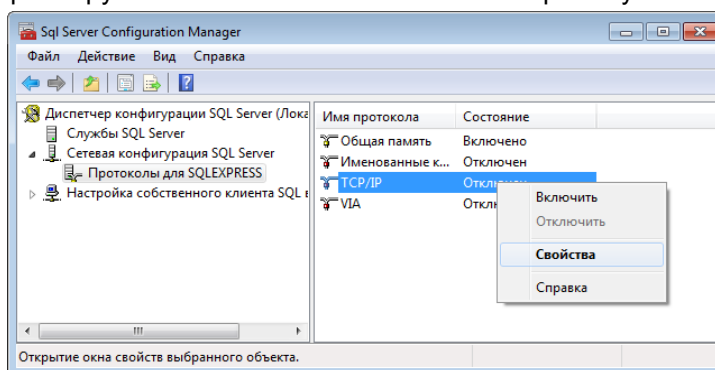 Sql Server Configuration Manager
Файл Действие Вид Справка
Диспетчер конфигурации SQL Server (Лока
Службы SQL Server
Сетевая конфигурация SQL Server
Протоколы для SQLEXPRESS
Настройка собственного клиента SQL
Имя протокола Состояние
Общая память Включено
Именованные к... Отключен
TCP/IP Отключен
VIA Откл
Включить
Отключить
Свойства
Справка
Открытие окна свойств выбранного объекта.